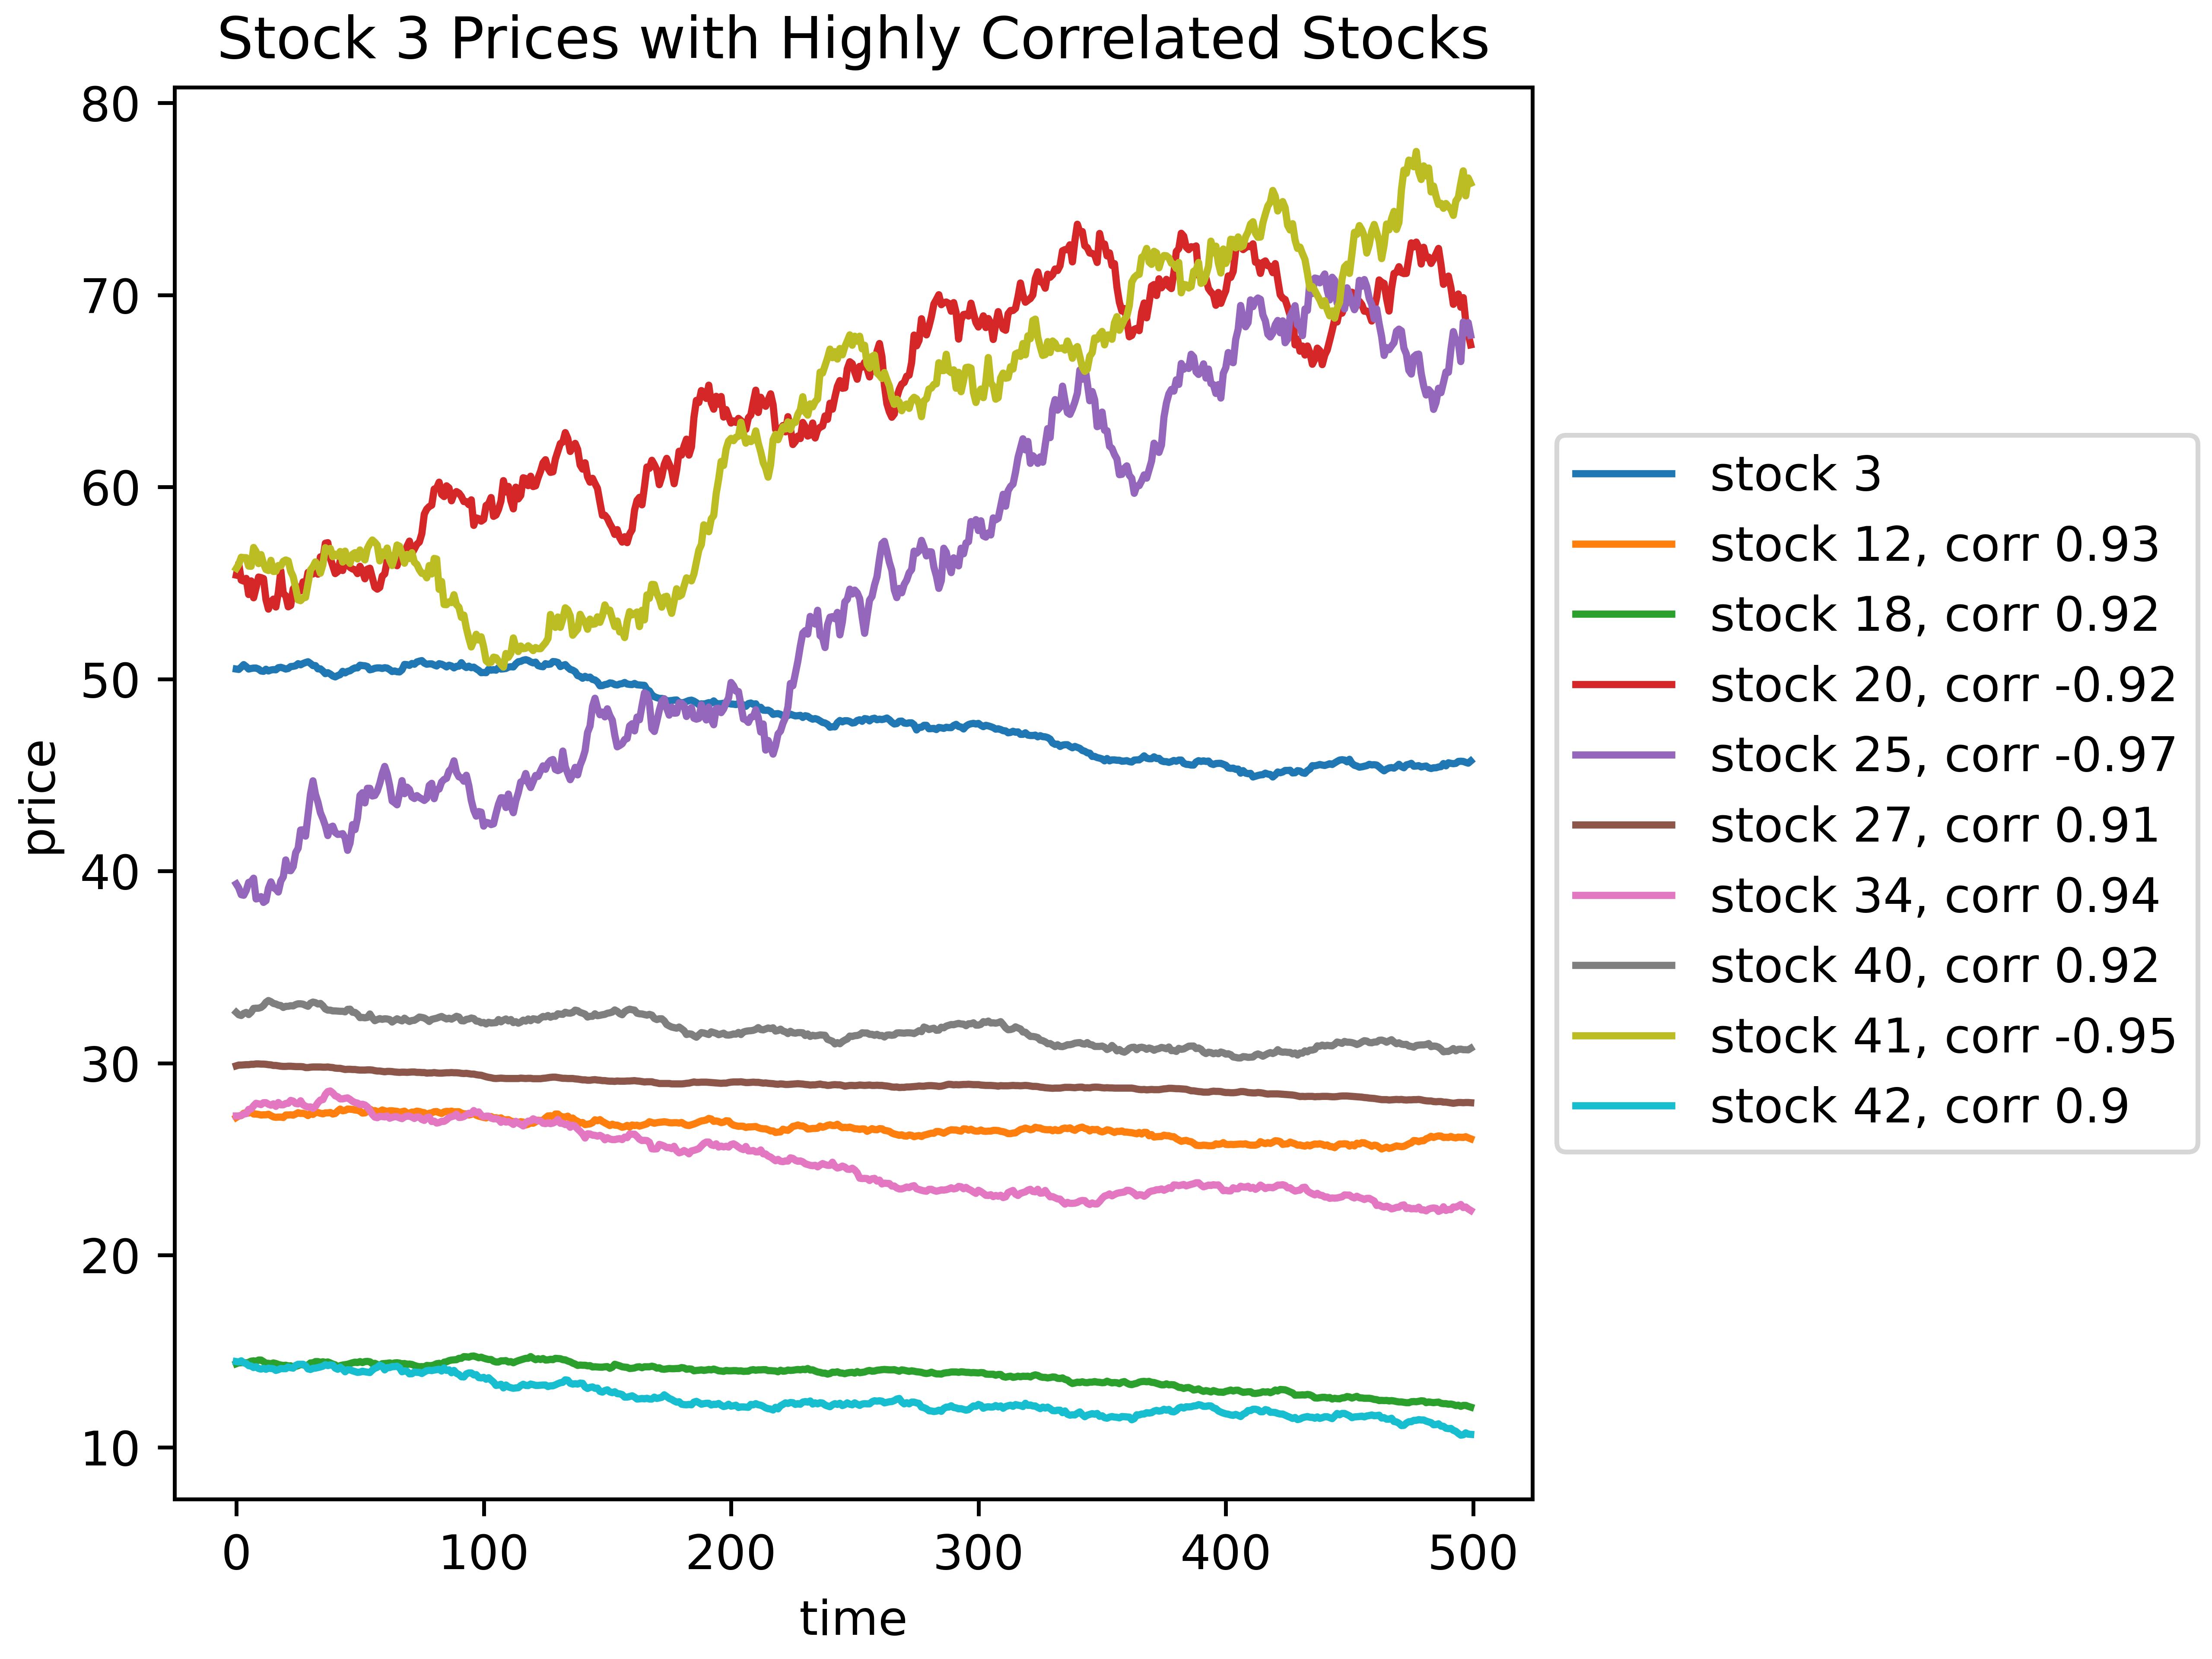 Stock 3 Prices with Highly Correlated Stocks
80
70
60
50
40
30
20
10
price
0 100 200 300 400 500
time
stock 3
stock 12, corr 0.93
stock 18, corr 0.92
stock 20, corr -0.92
stock 25, corr -0.97
stock 27, corr 0.91
stock 34, corr 0.94
stock 40, corr 0.92
stock 41, corr -0.95
stock 42, corr 0.9